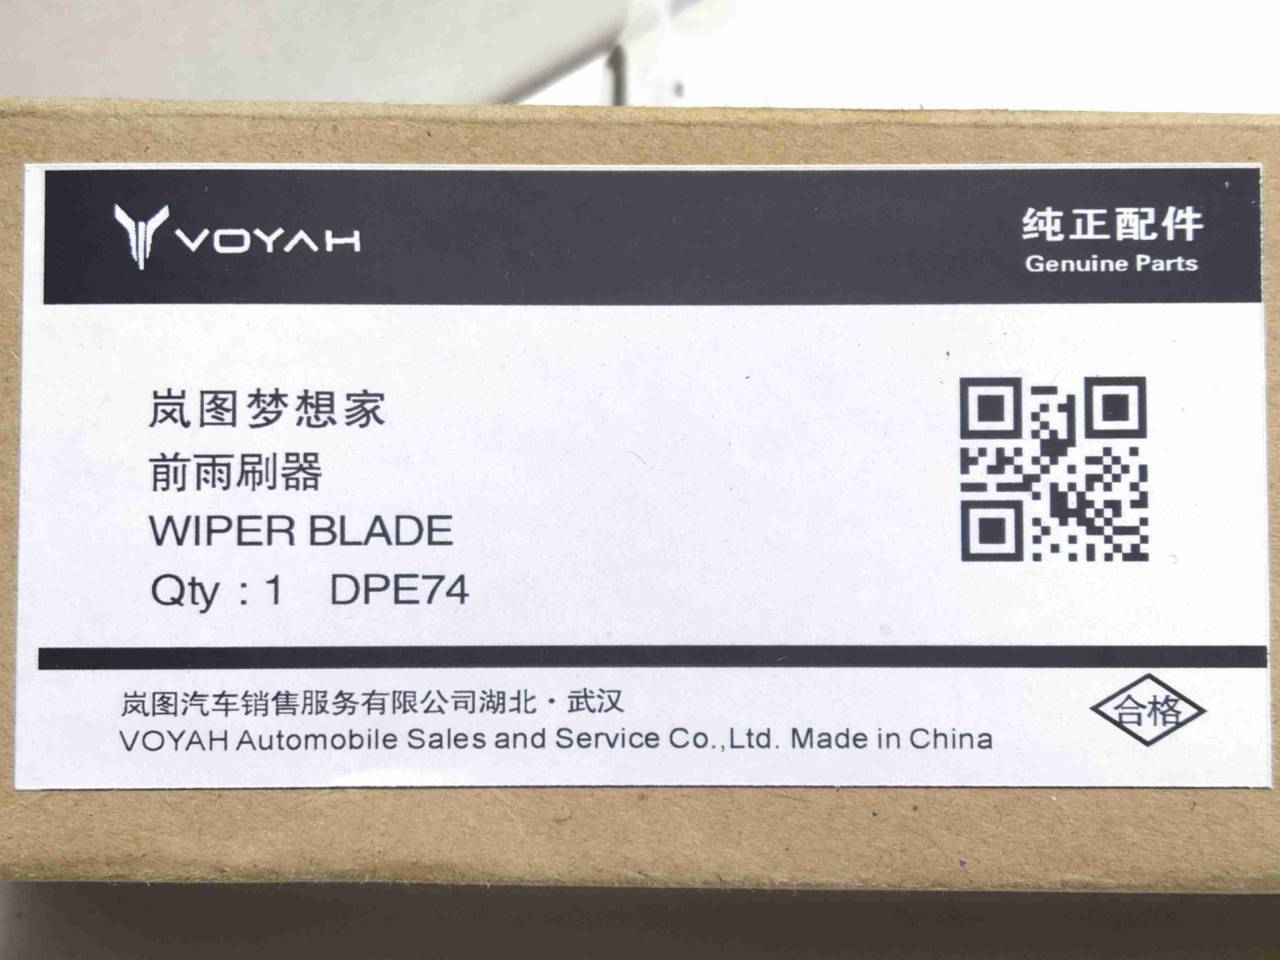 VOYAH
纯正配件
Genuine Parts
岚图梦想家
前雨刷器
WIPER BLADE
Qty : 1 DPE74
岚图汽车销售服务有限公司湖北·武汉
VOYAH Automobile Sales and Service Co.,Ltd. Made in China
合格